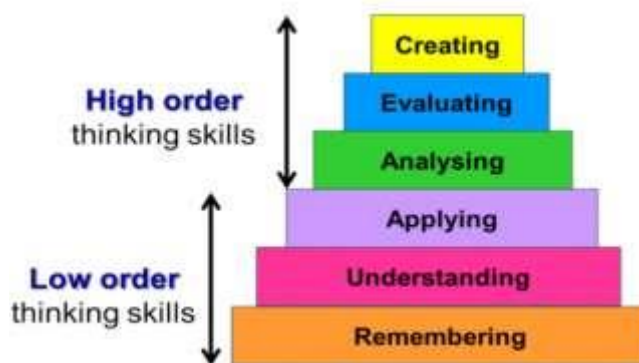 Creating
Evaluating
High order
thinking skills
Analysing
Applying
Understanding
Low order
thinking skills
Remembering